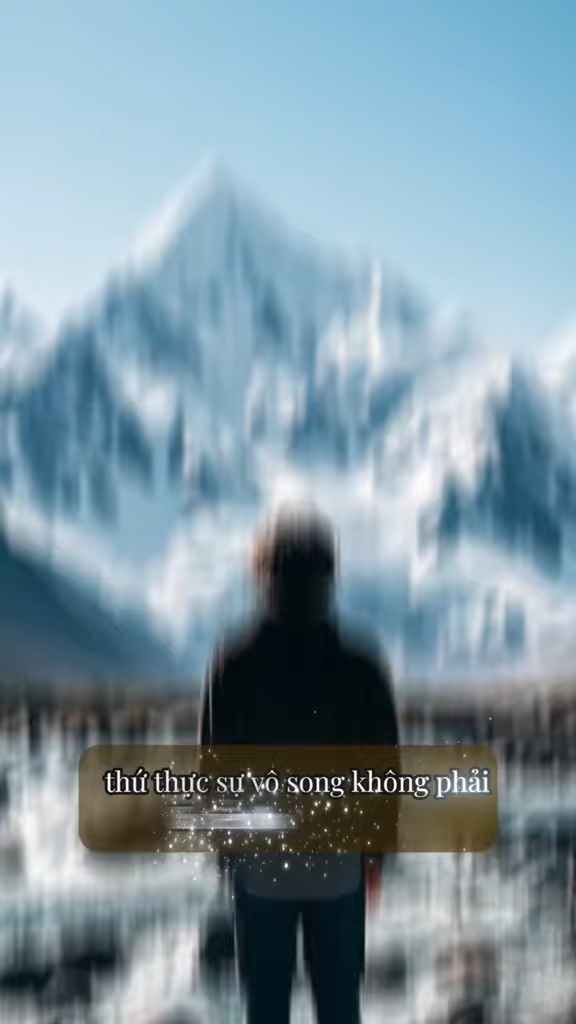 thứ thực sự vô song không phải